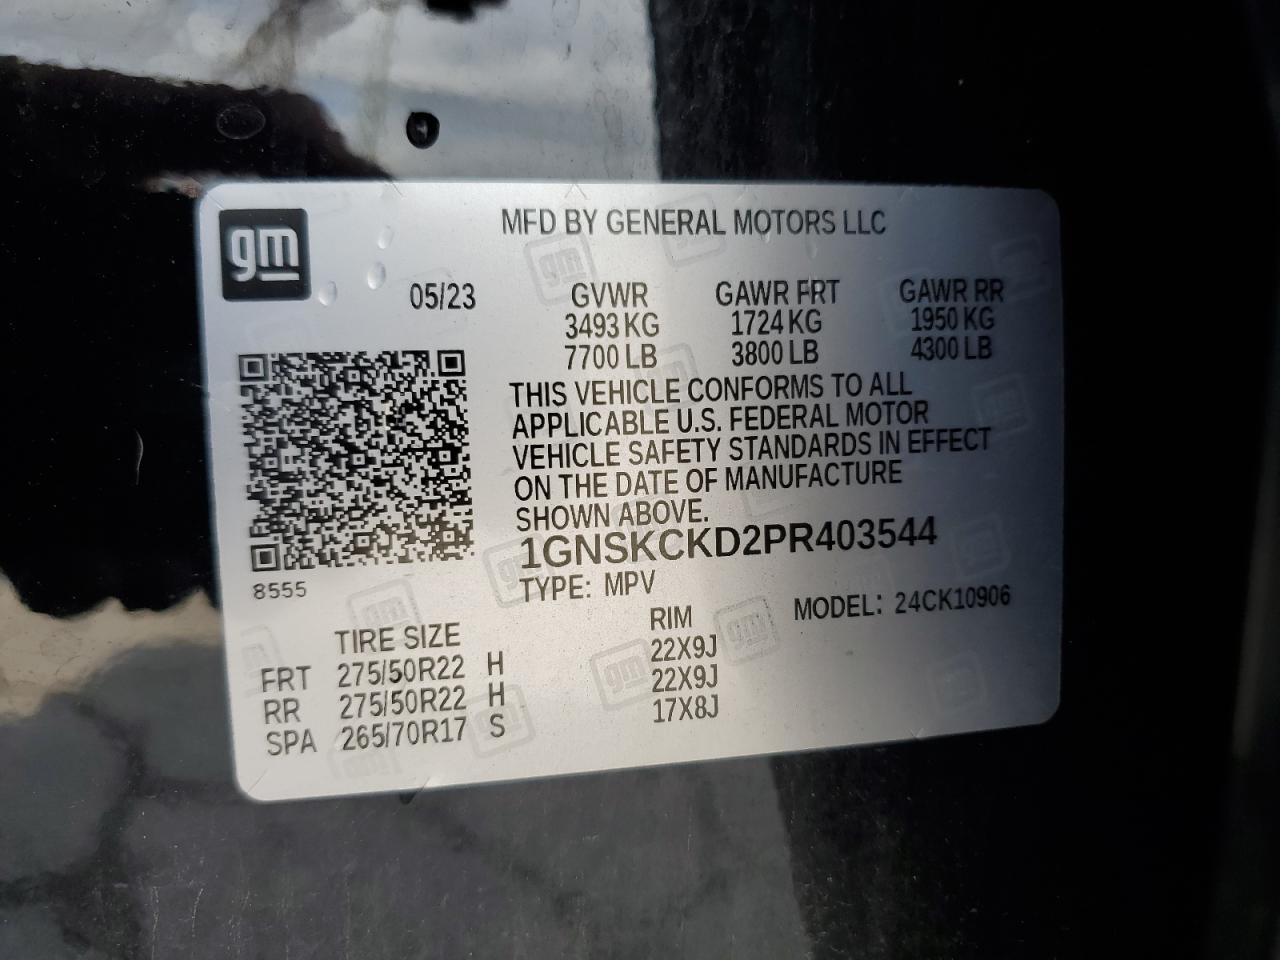 gm
MFD BY GENERAL MOTORS LLC
05/23
GVWR GAWR FRT GAWR RR
3493 KG 1724 KG 1950 KG
7700 LB 3800 LB 4300 LB
THIS VEHICLE CONFORMS TO ALL
APPLICABLE U.S. FEDERAL MOTOR
VEHICLE SAFETY STANDARDS IN EFFECT
ON THE DATE OF MANUFACTURE
SHOWN ABOVE.
1GNSKCKD2PR403544
8555
TYPE: MPV MODEL: 24CK10906
TIRE SIZE RIM
FRT 275/50R22 H 22X9J
RR 275/50R22 H 22X9J
SPA 265/70R17 S 17X8J